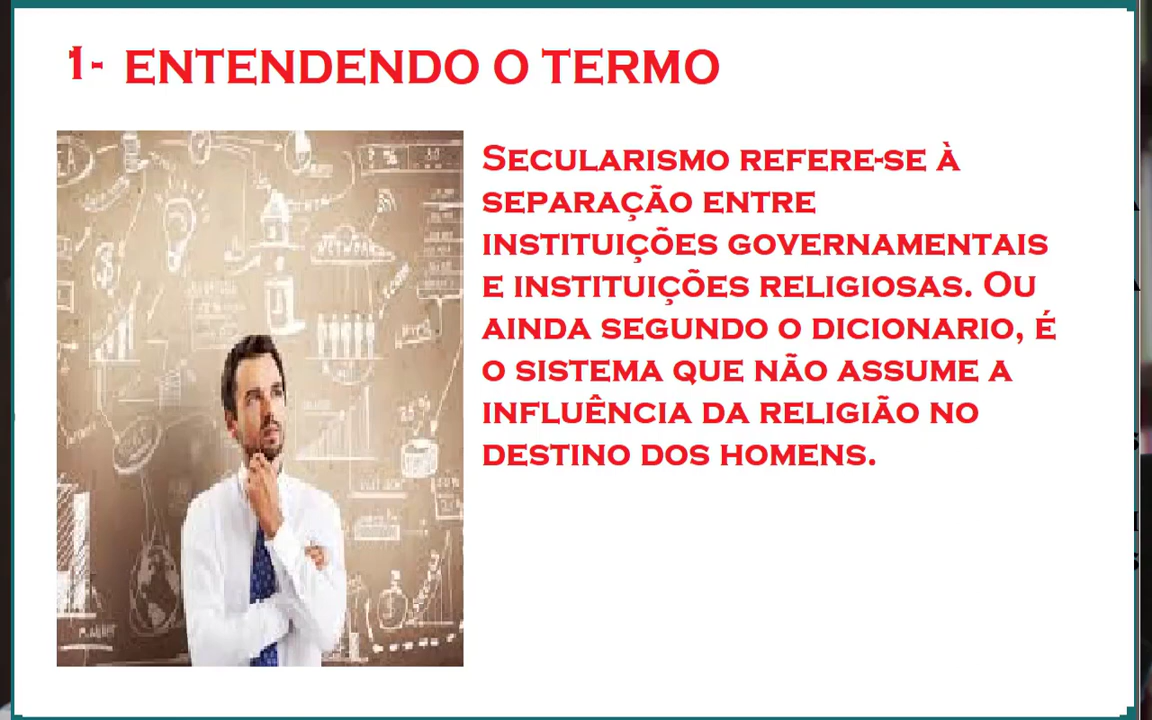 1- ENTENDENDO O TERMO
SECULARISMO REFERE-SE À
SEPARAÇÃO ENTRE
INSTITUIÇÕES GOVERNAMENTAIS
E INSTITUIÇÕES RELIGIOSAS. OU
AINDA SEGUNDO O DICIONARIO, É
O SISTEMA QUE NÃO ASSUME A
INFLUÊNCIA DA RELIGIÃO NO
DESTINO DOS HOMENS.